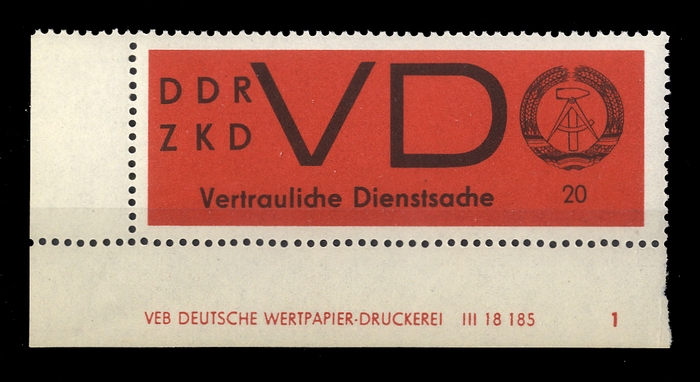 DDR
ZKD
VD
Vertrauliche Dienstsache
20
VEB DEUTSCHE WERTPAPIER-DRUCKEREI III 18 185 1